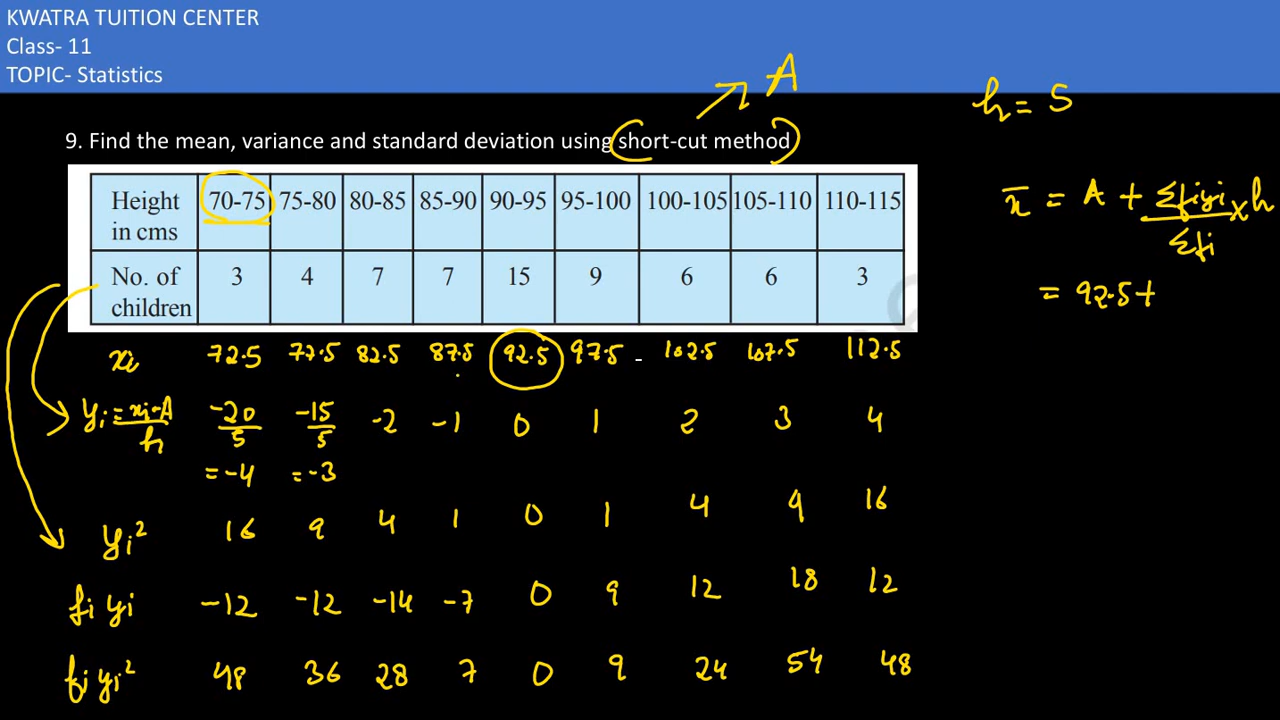 KWATRA TUITION CENTER
Class- 11
TOPIC- Statistics
A
h = 5
9. Find the mean, variance and standard deviation using short-cut method
Height in cms 70-75 75-80 80-85 85-90 90-95 95-100 100-105 105-110 110-115
No. of children 3 4 7 7 15 9 6 6 3
x̄ = A + Σfiyi/Σfi × h
= 92.5+
xi 72.5 77.5 82.5 87.5 92.5 97.5 102.5 107.5 112.5
yi = xi-A/h -20/5 -15/5 -2 -1 0 1 2 3 4
= -4 = -3
yi² 16 9 4 1 0 1 4 9 16
fiyi -12 -12 -14 -7 0 9 12 18 12
fiyi² 48 36 28 7 0 9 24 54 48